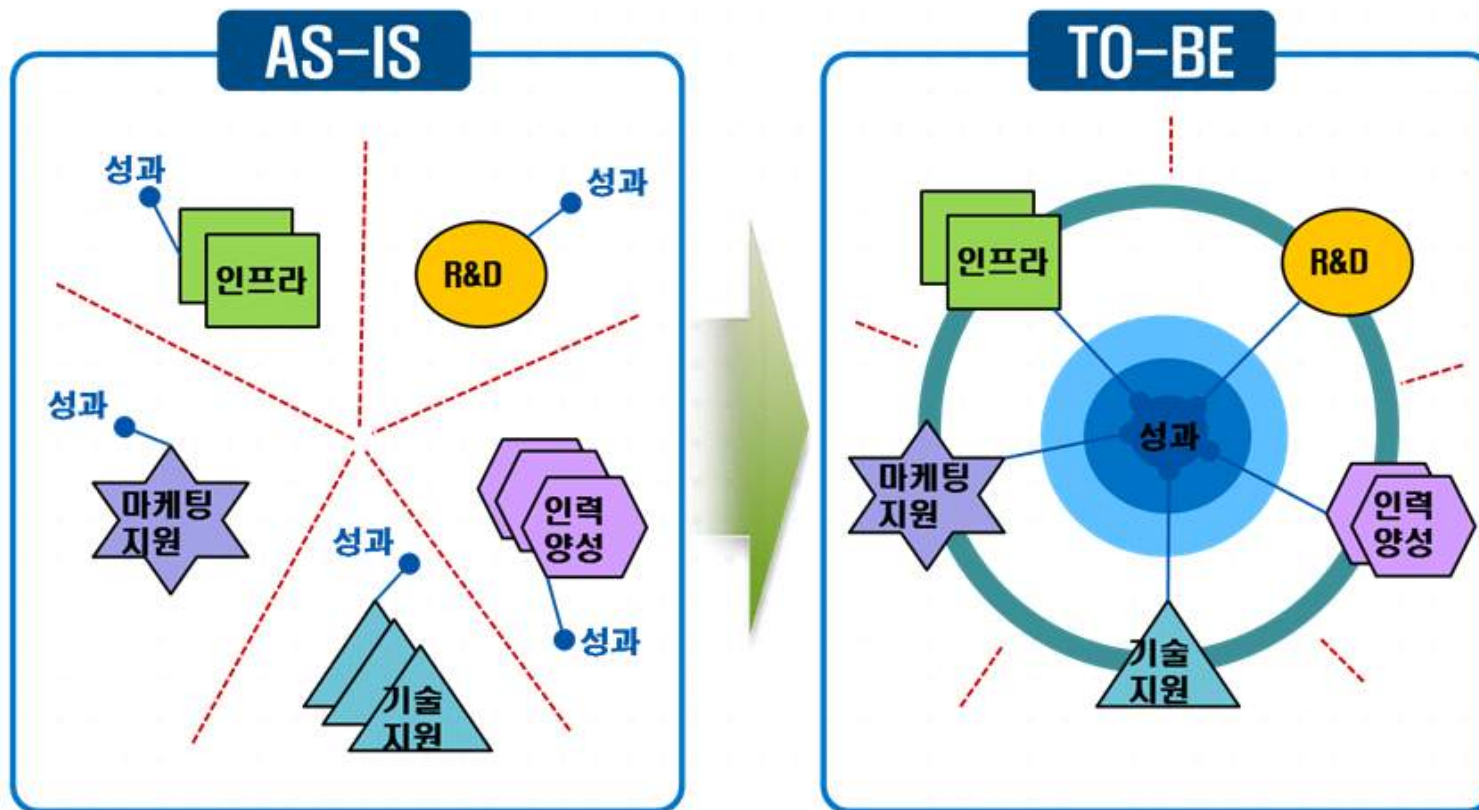 AS-IS
성과
성과
인프라
R&D
성과
마케팅
지원
성과
인력
양성
성과
기술
지원
TO-BE
인프라
R&D
성과
마케팅
지원
인력
양성
기술
지원